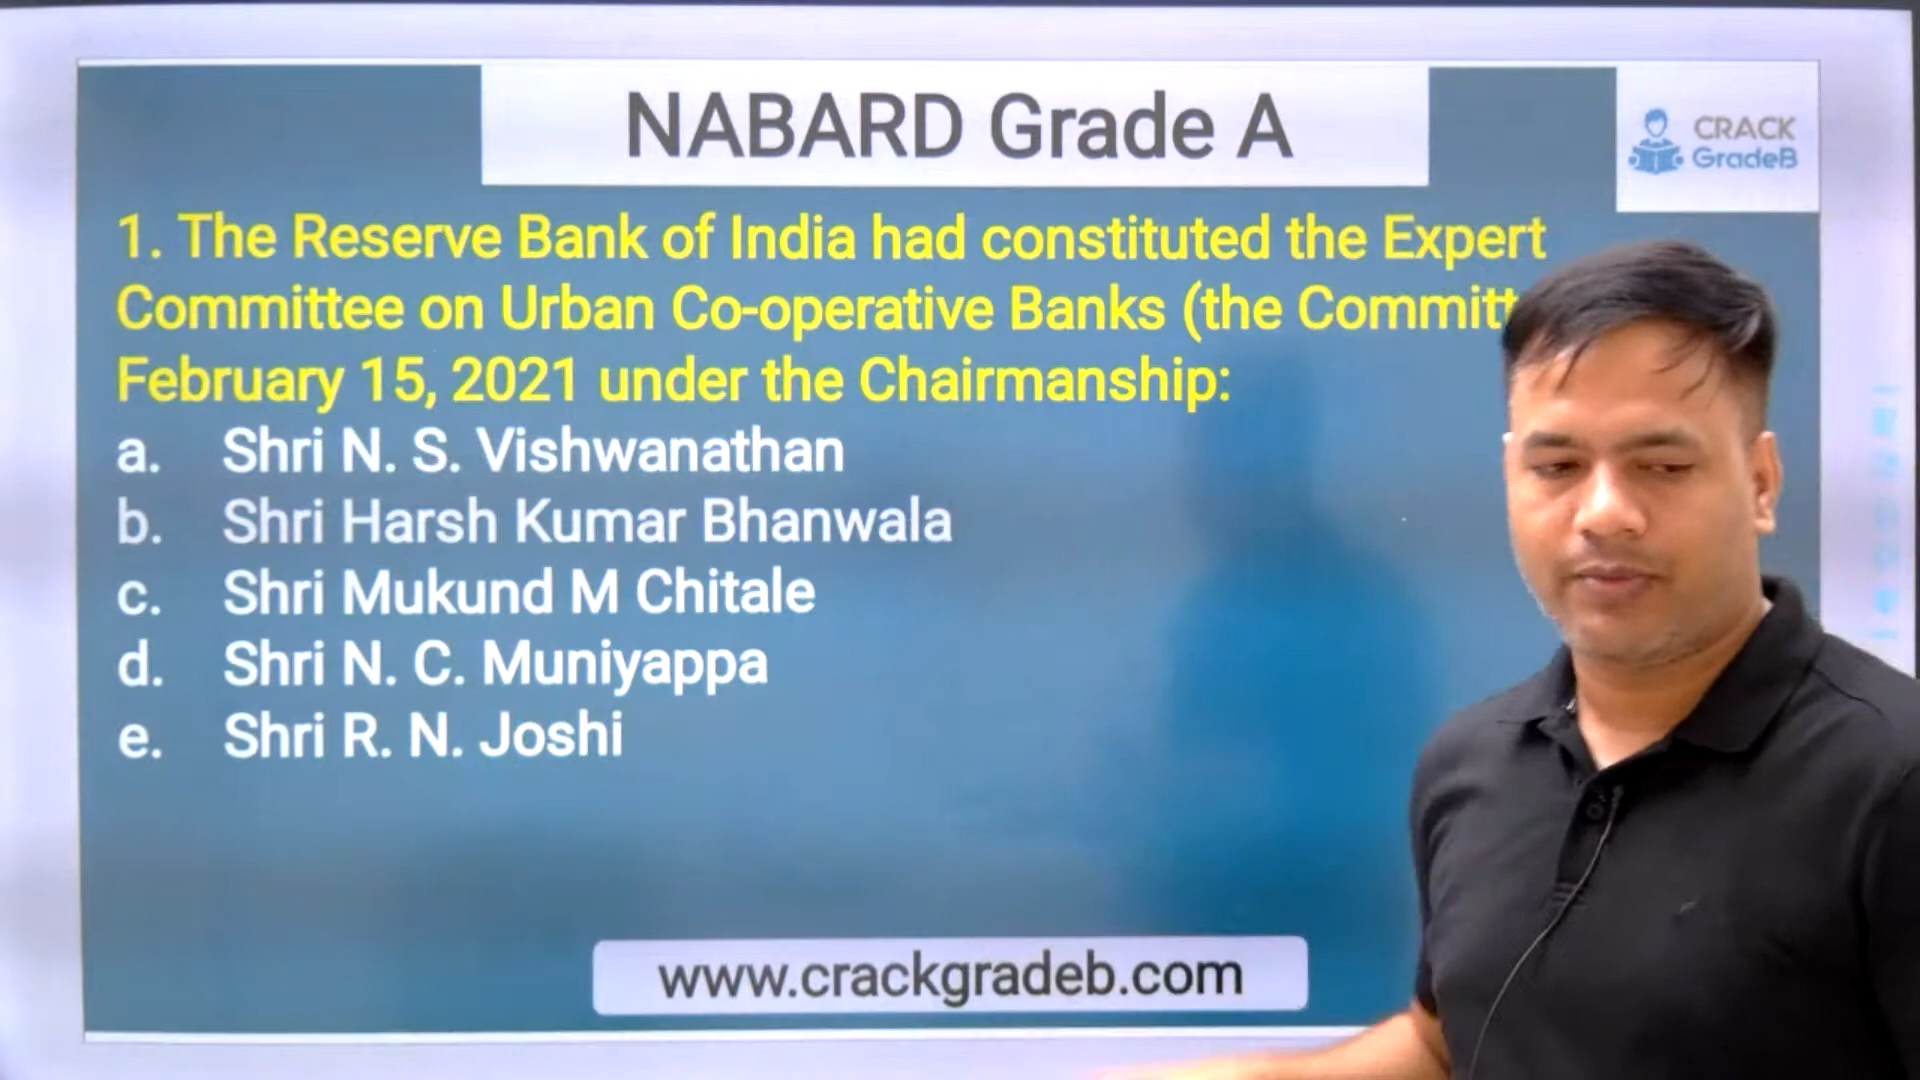 NABARD Grade A
CRACK
GradeB
1. The Reserve Bank of India had constituted the Expert
Committee on Urban Co-operative Banks (the
February 15, 2021 under the Chairmanship:
a. Shri N. S. Vishwanathan
b. Shri Harsh Kumar Bhanwala
c. Shri Mukund M Chitale
d. Shri N. C. Muniyappa
e. Shri R. N. Joshi
www.crackgradeb.com